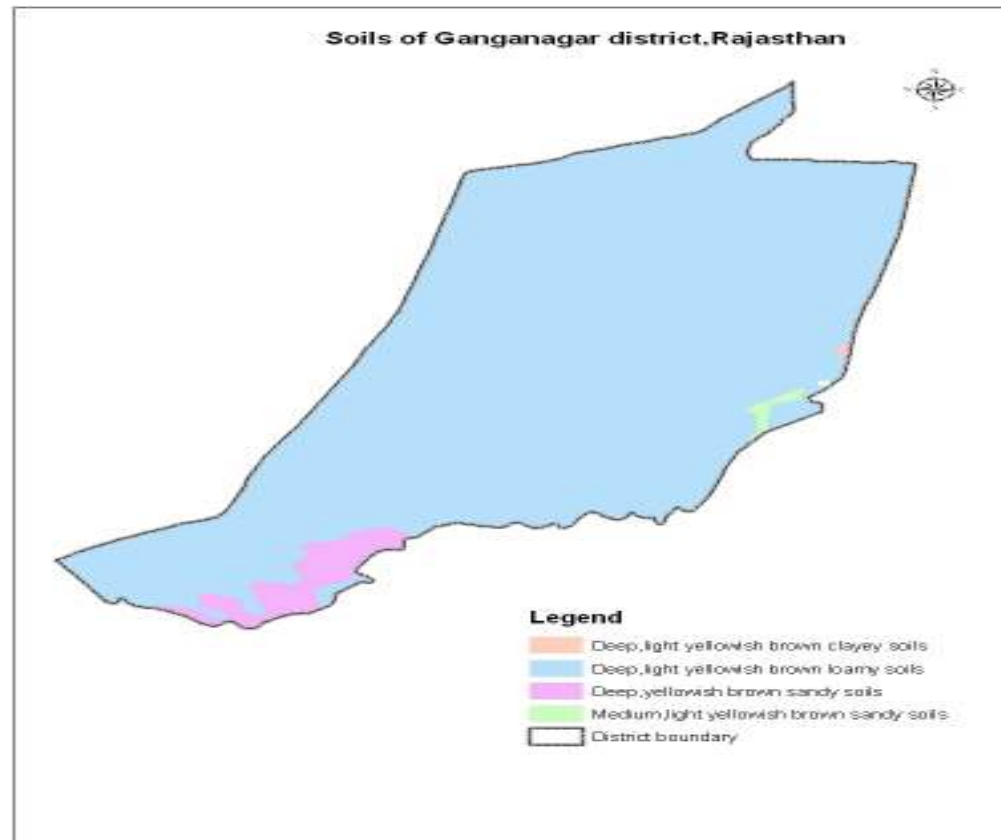 Soils of Ganganagar district,Rajasthan
N
S
Legend
Deep,light yellowish brown clayey soils
Deep,light yellowish brown loamy soils
Deep,yellowish brown sandy soils
Medium,light yellowish brown sandy soils
District boundary